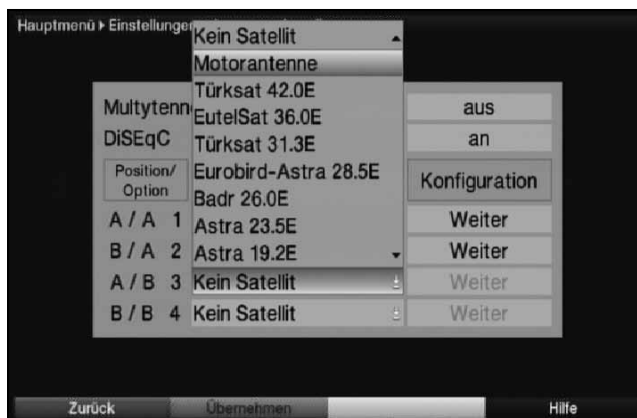 Hauptmenü ▸ Einstellungen
Kein Satellit
Motorantenne
Türksat 42.0E
EutelSat 36.0E
Türksat 31.3E
Eurobird-Astra 28.5E
Badr 26.0E
Astra 23.5E
Astra 19.2E
Multytenn
aus
DiSEqC
an
Position/
Option
Konfiguration
A / A 1
Weiter
B / A 2
Weiter
A / B 3 Kein Satellit Weiter
B / B 4 Kein Satellit Weiter
Zurück Übernehmen Hilfe